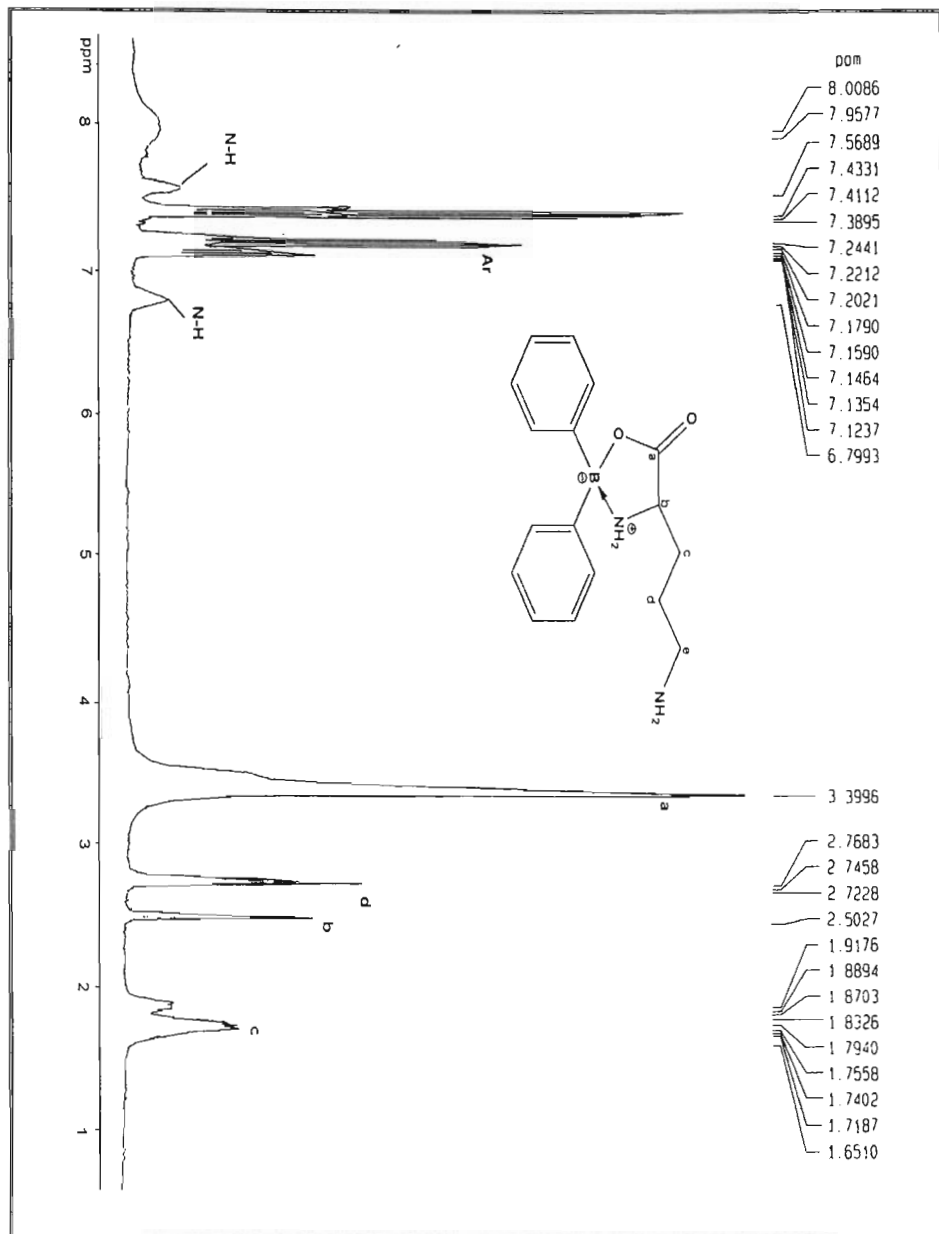 pom
8.0086
7.9577
7.5689
7.4331
7.4112
7.3895
7.2441
7.2212
7.2021
7.1790
7.1590
7.1464
7.1354
7.1237
6.7993
3 3996
2.7683
2.7458
2 7228
2.5027
1.9176
1 8894
1 8703
1 8326
1 7940
1.7558
1 7402
1.7187
1.6510
ppm
8
7
6
5
4
3
2
1
N-H
N-H
Ar
a
d
b
c
O
O
a
B
⊖
NH2
⊕
b
c
d
e
NH2